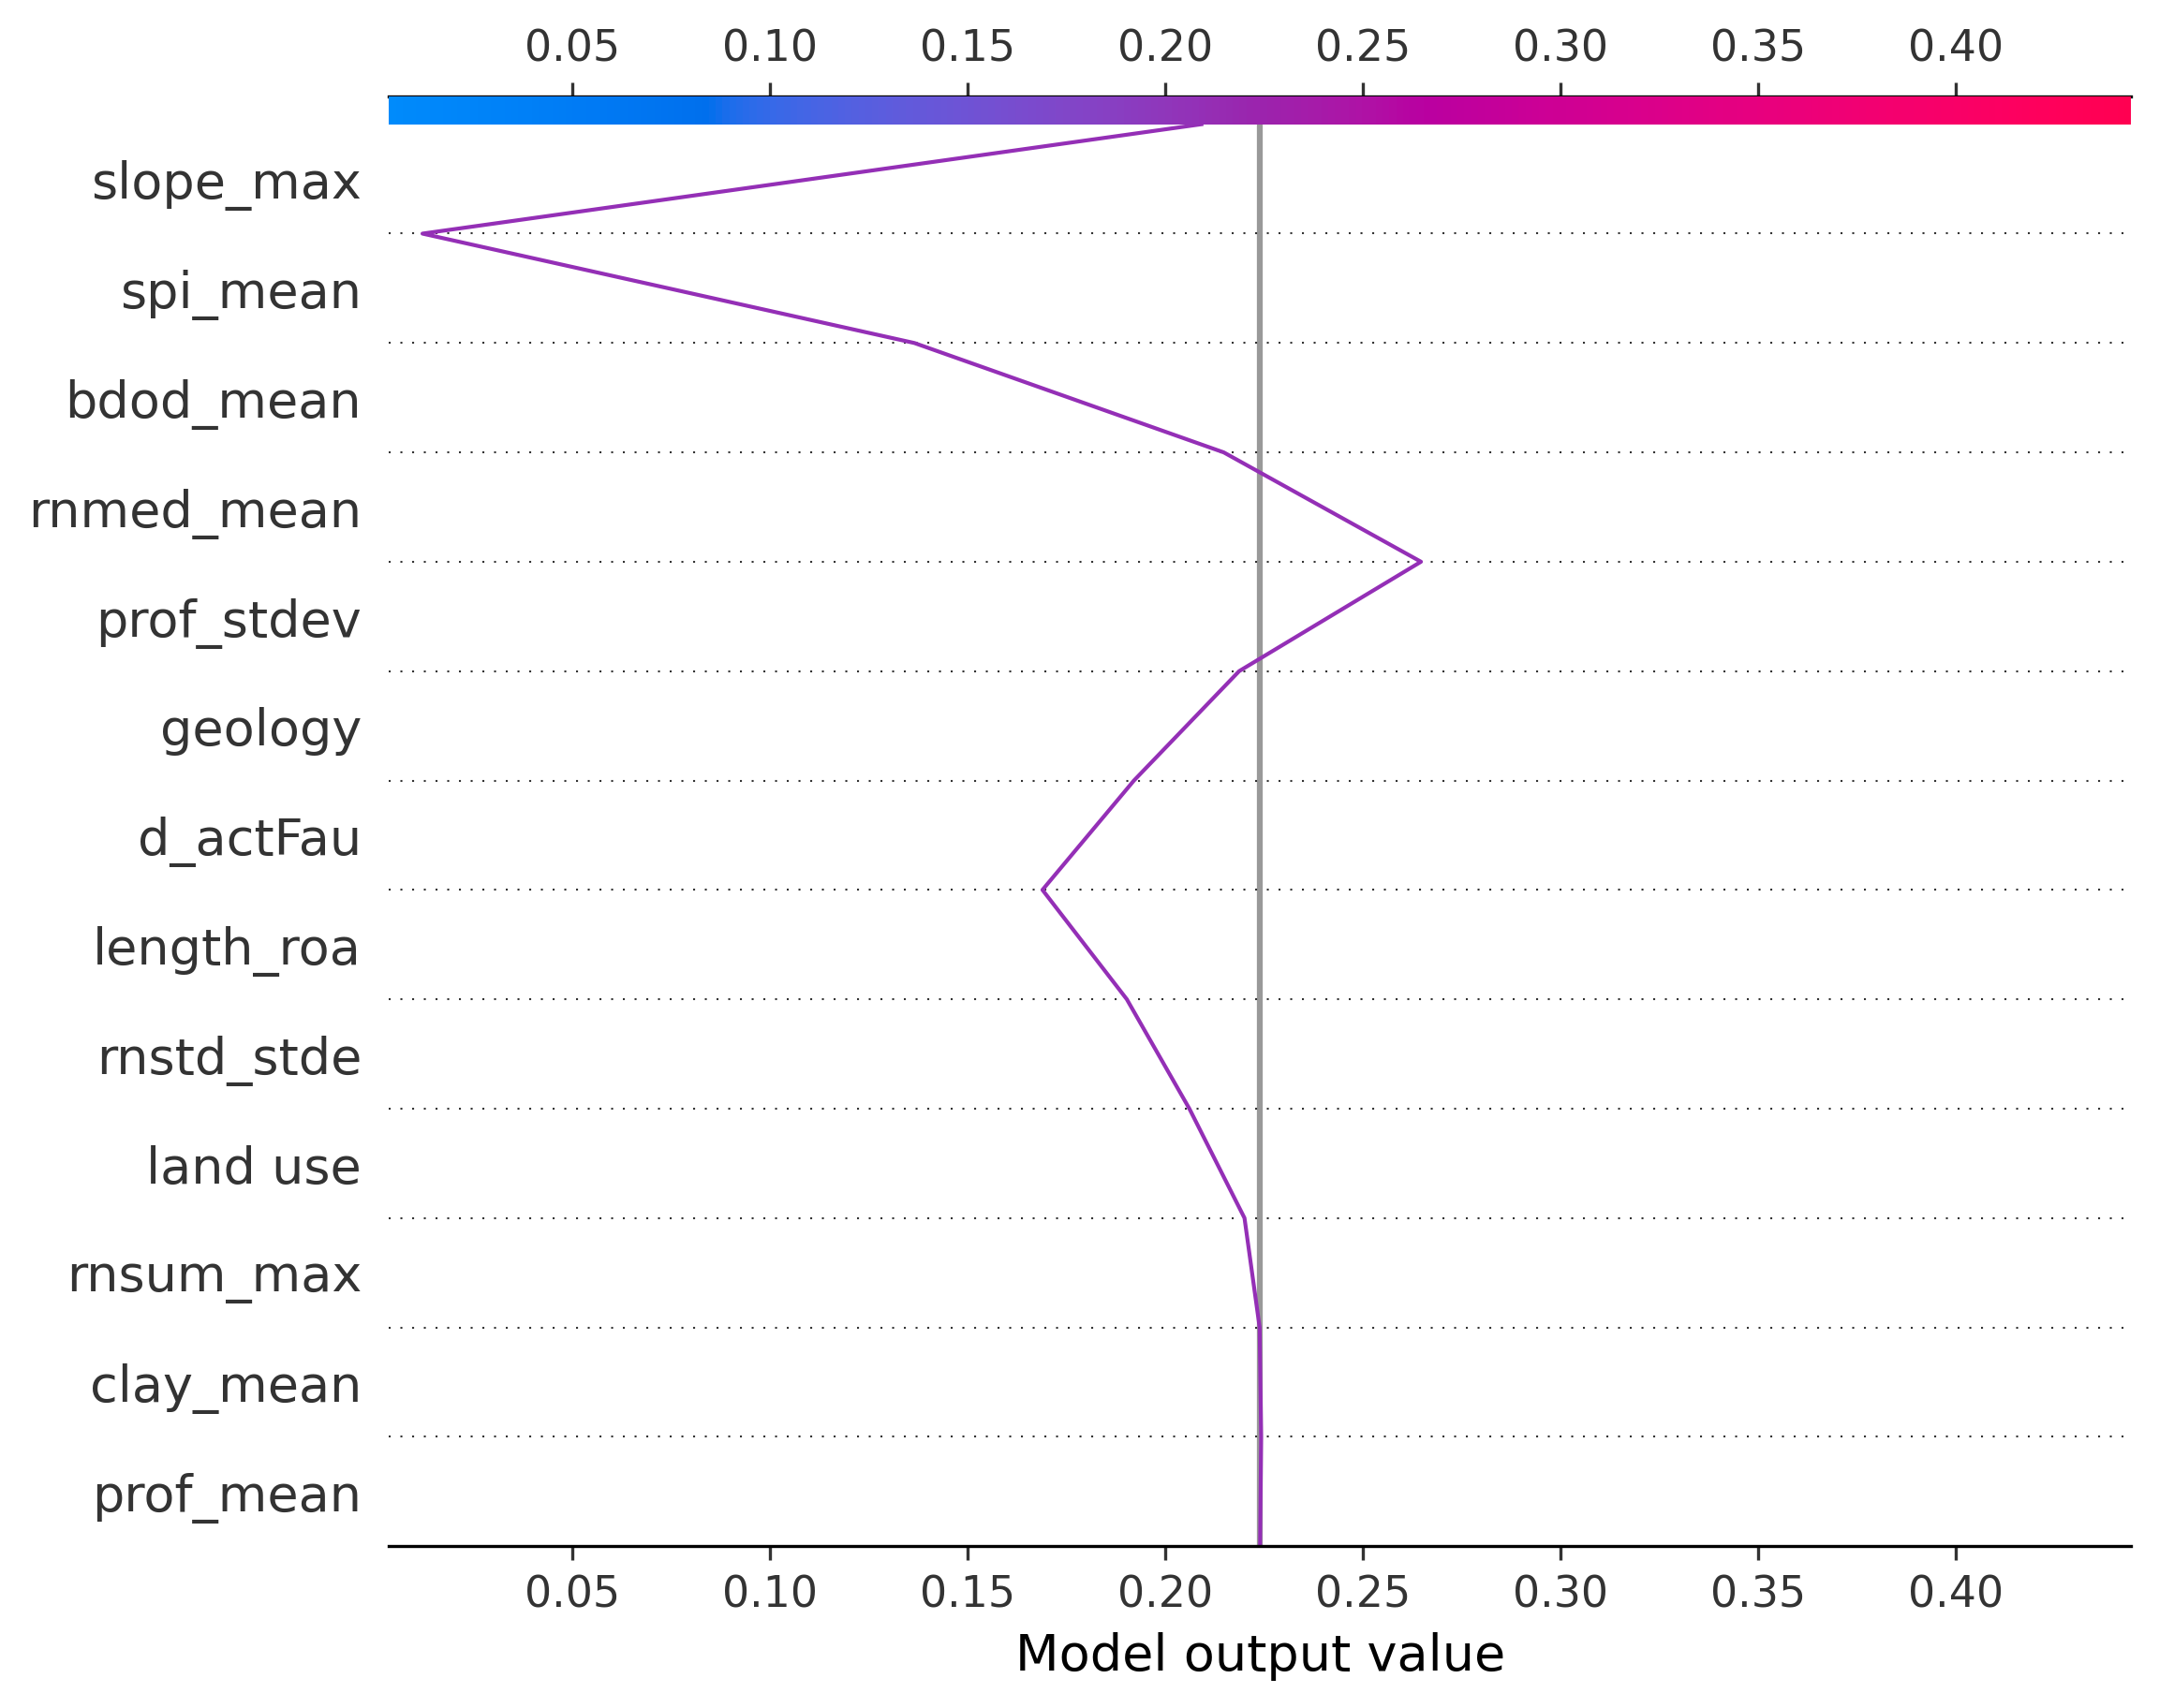 0.05 0.10 0.15 0.20 0.25 0.30 0.35 0.40
slope_max
spi_mean
bdod_mean
rnmed_mean
prof_stdev
geology
d_actFau
length_roa
rnstd_stde
land use
rnsum_max
clay_mean
prof_mean
0.05 0.10 0.15 0.20 0.25 0.30 0.35 0.40
Model output value